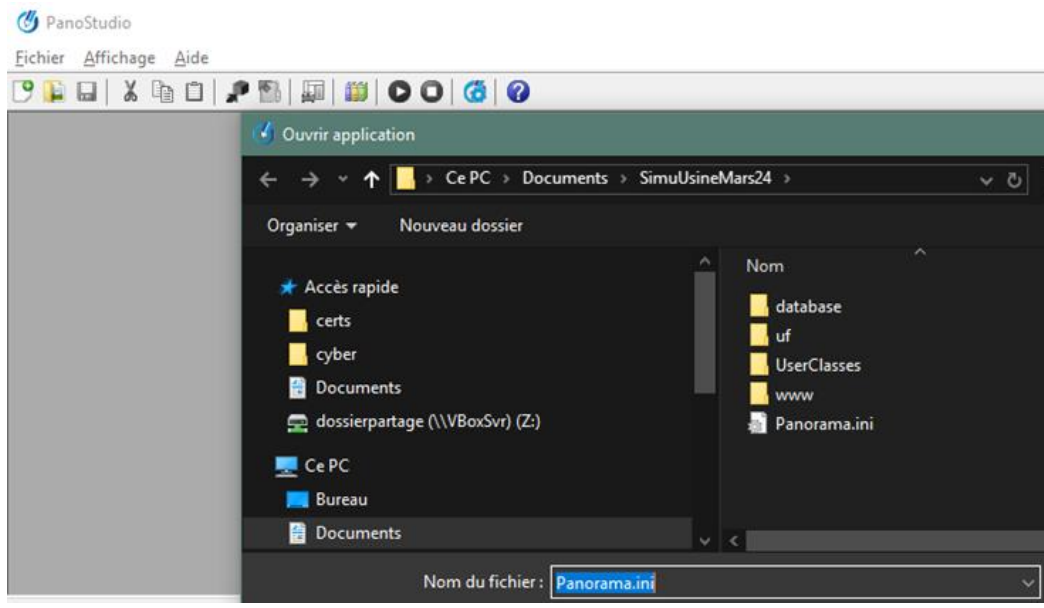 PanoStudio
Fichier Affichage Aide
Ouvrir application
Ce PC > Documents > SimuUsineMars24 >
Organiser Nouveau dossier
Nom
Accès rapide
certs
cyber
Documents
dossierpartage (\\VBoxSvr) (Z:)
Ce PC
Bureau
Documents
database
uf
UserClasses
www
Panorama.ini
Nom du fichier : Panorama.ini